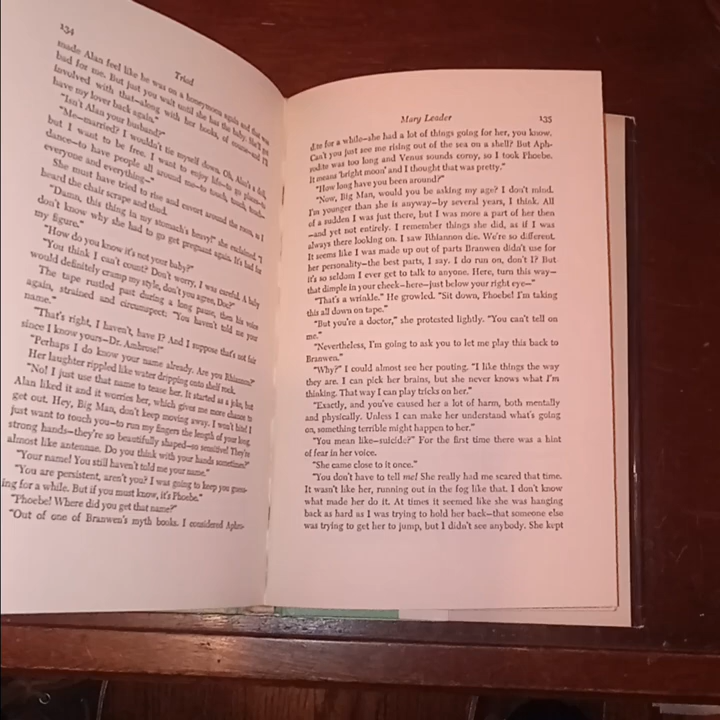 134
Triad
made Alan feel like he was on a honeymoon again and that was
bad for me. But just you wait until she has the baby. She'll get
involved with that—along with her books, of course—and I'll
have my lover back again."
"Isn't Alan your husband?"
"Me—married? I wouldn't tie myself down. Oh, Alan's a doll,
but I want to be free. I want to enjoy life—to go places—to
dance—to have people all around me—to touch, touch, touch—
everyone and everything—"
She must have tried to rise and cavort around the room, as I
heard the chair scrape and thud.
"Damn, this thing in my stomach's heavy!" she exclaimed. "I
don't know why she had to go get pregnant again. It's bad for
my figure."
"How do you know it's not your baby?"
"You think I can't count? Don't worry, I was careful. A baby
would definitely cramp my style, don't you agree, Doc?"
The tape rustled past during a long pause, then his voice
again, strained and circumspect: "You haven't told me your
name."
"That's right, I haven't, have I? And I suppose that's not fair
since I know yours—Dr. Ambrose!"
"Perhaps I do know your name already. Are you Rhiannon?"
Her laughter rippled like water dripping onto shelf rock.
"No! I just use that name to tease her. It started as a joke, but
Alan liked it and it worries her, which gives me more chance to
get out. Hey, Big Man, don't keep moving away. I won't bite! I
just want to touch you—to run my fingers the length of your long,
strong hands—they're so beautifully shaped—so sensitive! They're
almost like antennae. Do you think with your hands sometimes?"
"Your name! You still haven't told me your name."
"You are persistent, aren't you? I was going to keep you guess-
ing for a while. But if you must know, it's Phoebe."
"Phoebe! Where did you get that name?"
"Out of one of Branwen's myth books. I considered Aphro-
Mary Leader
135
dite for a while—she had a lot of things going for her, you know.
Can't you just see me rising out of the sea on a shell? But Aph-
rodite was too long and Venus sounds corny, so I took Phoebe.
It means 'bright moon' and I thought that was pretty."
"How long have you been around?"
"Now, Big Man, would you be asking my age? I don't mind.
I'm younger than she is anyway—by several years, I think. All
of a sudden I was just there, but I was more a part of her then
—and yet not entirely. I remember things she did, as if I was
always there looking on. I saw Rhiannon die. We're so different.
It seems like I was made up out of parts Branwen didn't use for
her personality—the best parts, I say. I do run on, don't I? But
it's so seldom I ever get to talk to anyone. Here, turn this way—
that dimple in your cheek—here—just below your right eye—"
"That's a wrinkle." He growled. "Sit down, Phoebe! I'm taking
this all down on tape."
"But you're a doctor," she protested lightly. "You can't tell on
me."
"Nevertheless, I'm going to ask you to let me play this back to
Branwen."
"Why?" I could almost see her pouting. "I like things the way
they are. I can pick her brains, but she never knows what I'm
thinking. That way I can play tricks on her."
"Exactly, and you've caused her a lot of harm, both mentally
and physically. Unless I can make her understand what's going
on, something terrible might happen to her."
"You mean like—suicide?" For the first time there was a hint
of fear in her voice.
"She came close to it once."
"You don't have to tell me! She really had me scared that time.
It wasn't like her, running out in the fog like that. I don't know
what made her do it. At times it seemed like she was hanging
back as hard as I was trying to hold her back—that someone else
was trying to get her to jump, but I didn't see anybody. She kept